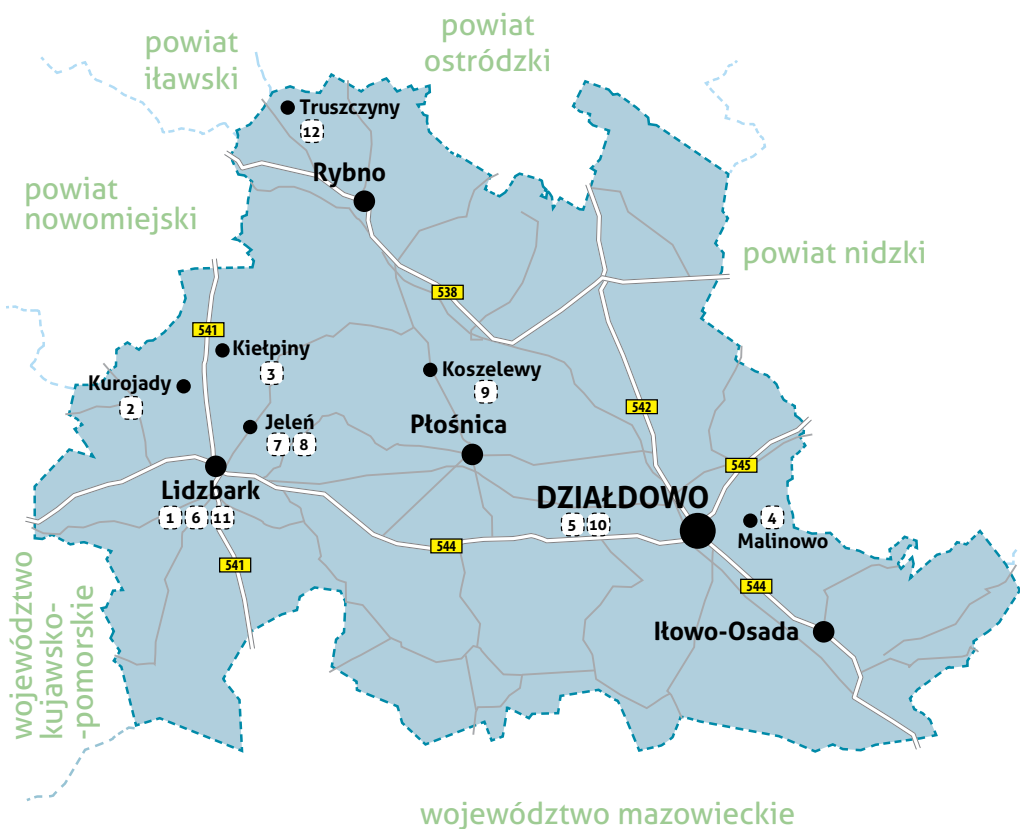 powiat
ostródzki
powiat
iławski
Truszczyny
12
Rybno
powiat
nowomiejski
powiat nidzki
538
541
Kiełpiny
3
Kurojady
2
Koszelewy
9
Jeleń
7 8
Płośnica
542
545
Lidzbark
1 6 11
DZIAŁDOWO
5 10
4
Malinowo
544
541
544
Iłowo-Osada
województwo
kujawsko-
-pomorskie
województwo mazowieckie